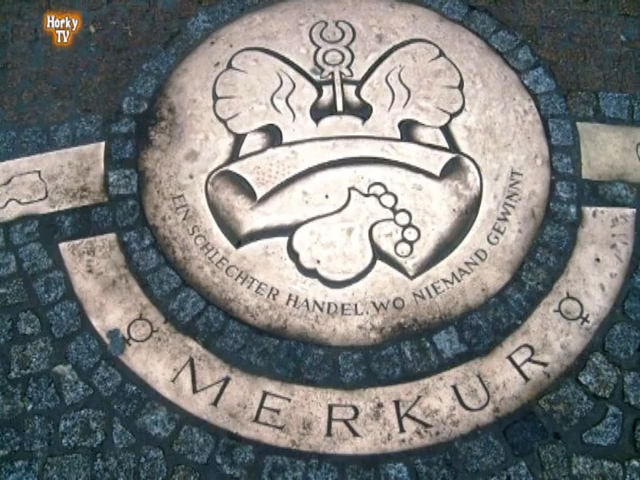 Horky
TV
EIN SCHLECHTER HANDEL, WO NIEMAND GEWINNT
MERKUR